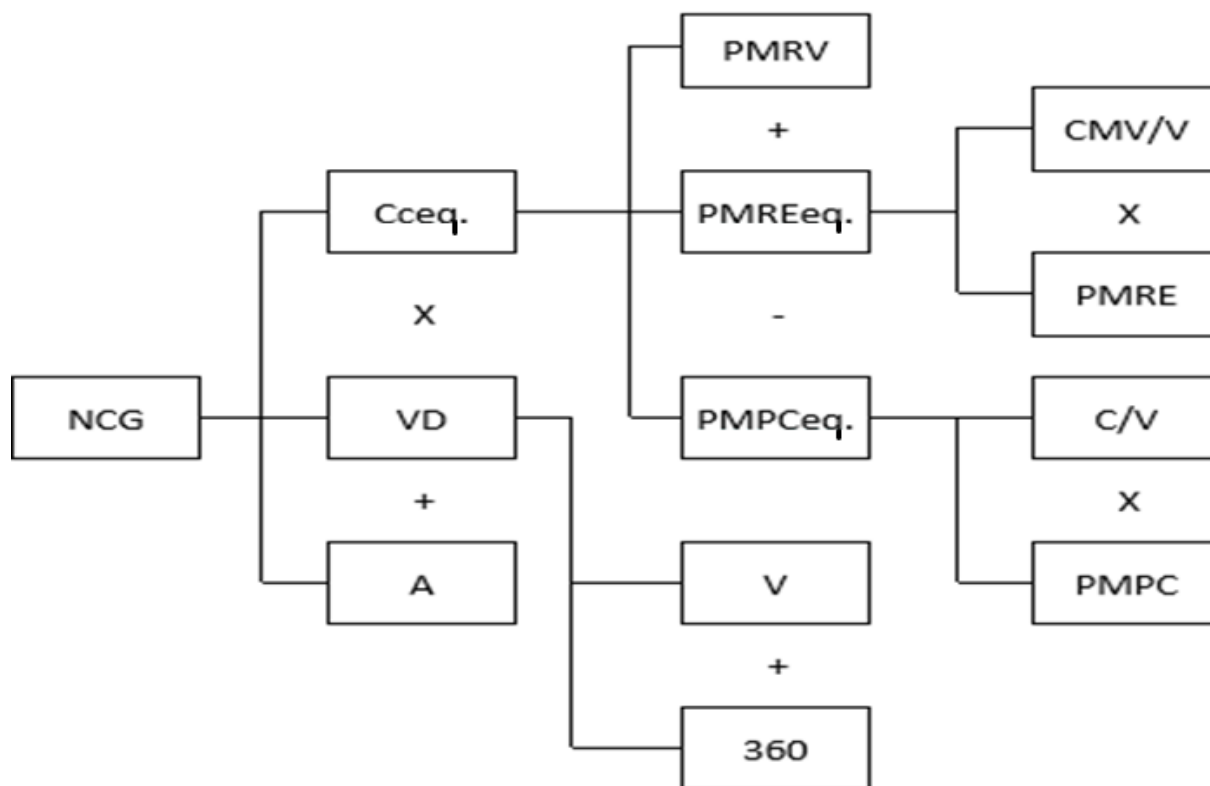 PMRV
+
CMV/V
Cceq.
PMREeq.
X
PMRE
X
-
NCG
VD
PMPCeq.
C/V
+
X
A
V
PMPC
+
360